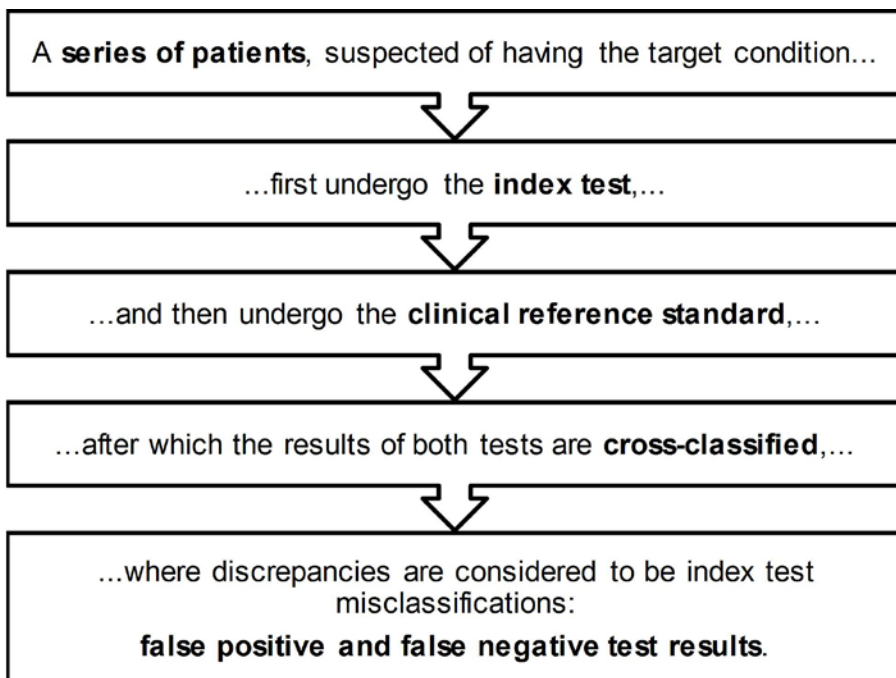 A series of patients, suspected of having the target condition...
...first undergo the index test,...
...and then undergo the clinical reference standard,...
...after which the results of both tests are cross-classified,...
...where discrepancies are considered to be index test
misclassifications:
false positive and false negative test results.